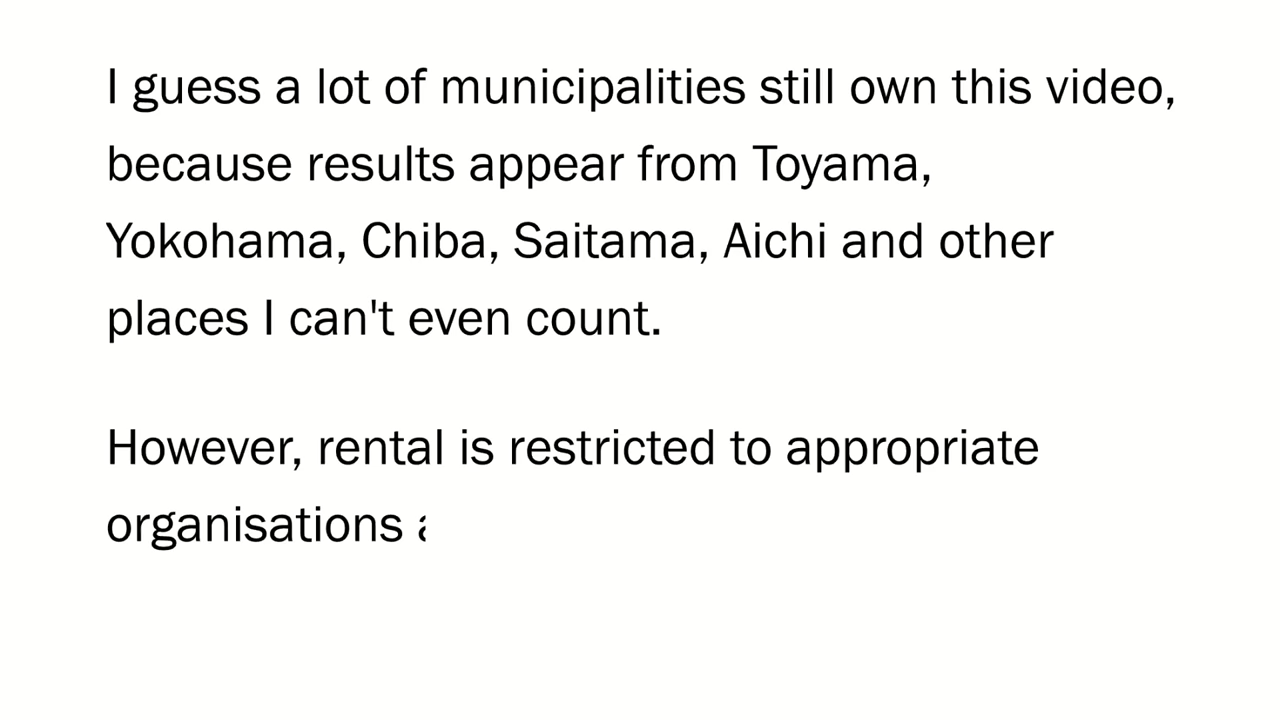 I guess a lot of municipalities still own this video,
because results appear from Toyama,
Yokohama, Chiba, Saitama, Aichi and other
places I can't even count.
However, rental is restricted to appropriate
organisations